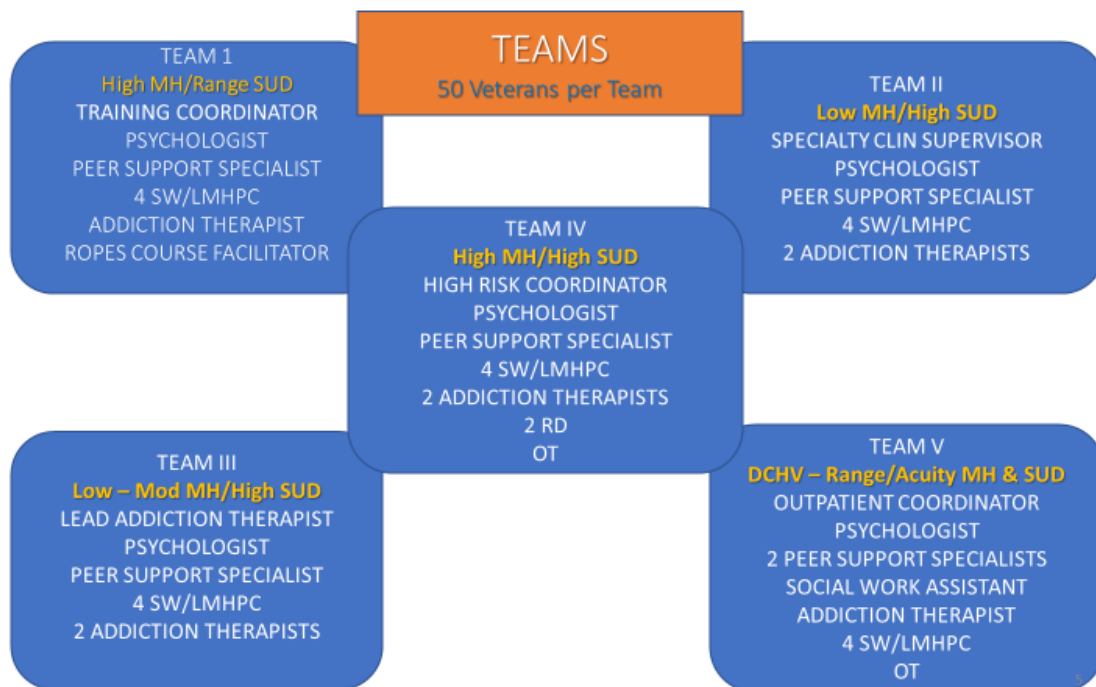 TEAMS
50 Veterans per Team
TEAM 1
High MH/Range SUD
TRAINING COORDINATOR
PSYCHOLOGIST
PEER SUPPORT SPECIALIST
4 SW/LMHPC
ADDICTION THERAPIST
ROPES COURSE FACILITATOR
TEAM II
Low MH/High SUD
SPECIALTY CLIN SUPERVISOR
PSYCHOLOGIST
PEER SUPPORT SPECIALIST
4 SW/LMHPC
2 ADDICTION THERAPISTS
TEAM IV
High MH/High SUD
HIGH RISK COORDINATOR
PSYCHOLOGIST
PEER SUPPORT SPECIALIST
4 SW/LMHPC
2 ADDICTION THERAPISTS
2 RD
OT
TEAM III
Low – Mod MH/High SUD
LEAD ADDICTION THERAPIST
PSYCHOLOGIST
PEER SUPPORT SPECIALIST
4 SW/LMHPC
2 ADDICTION THERAPISTS
TEAM V
DCHV – Range/Acuity MH & SUD
OUTPATIENT COORDINATOR
PSYCHOLOGIST
2 PEER SUPPORT SPECIALISTS
SOCIAL WORK ASSISTANT
ADDICTION THERAPIST
4 SW/LMHPC
OT
5